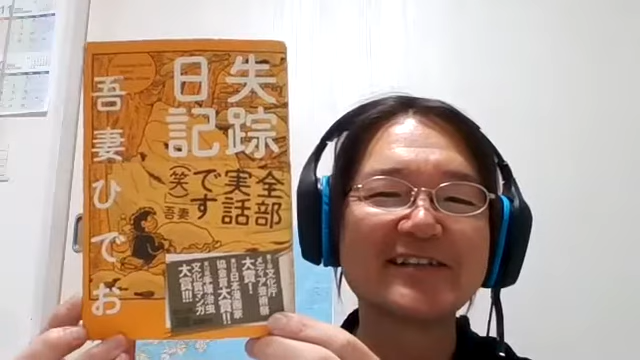 失踪
日記
全部
実話
です
(笑)
吾妻
吾妻ひでお
文化庁
メディア芸術祭
大賞!
日本漫画家
協会賞大賞!!
手塚治虫
文化賞マンガ
大賞!!!
11